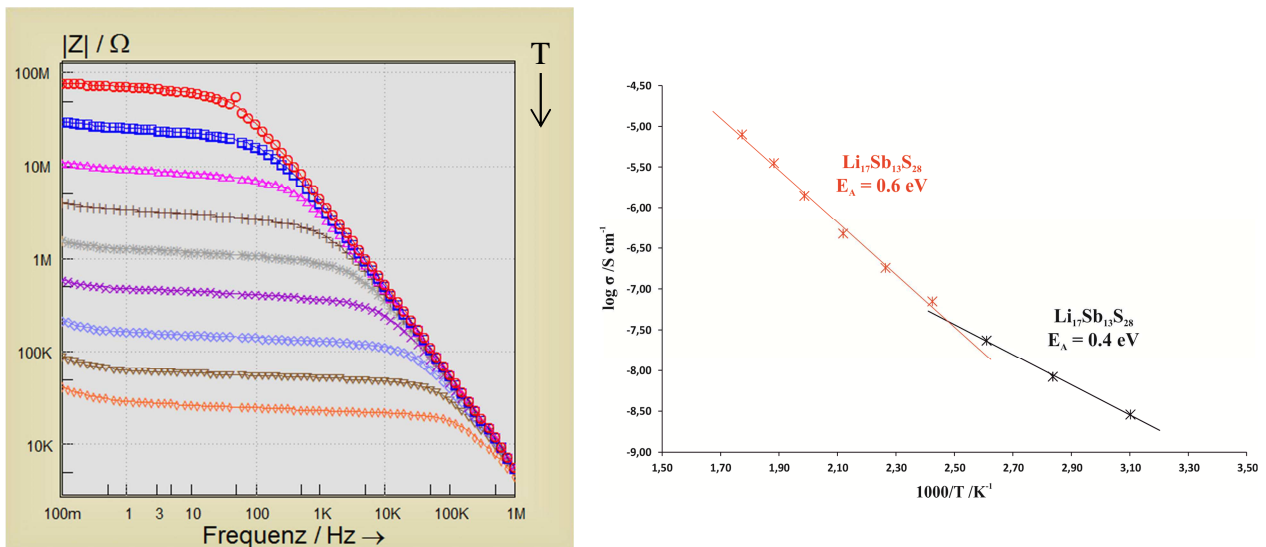 |Z| / Ω
T
100M
10M
1M
100K
10K
100m 1 3 10 100 1K 10K 100K 1M
Frequenz / Hz →
log σ /S cm⁻¹
-4,50
-5,00
-5,50
-6,00
-6,50
-7,00
-7,50
-8,00
-8,50
-9,00
Li₁₇Sb₁₃S₂₈
E_A = 0.6 eV
Li₁₇Sb₁₃S₂₈
E_A = 0.4 eV
1,50 1,70 1,90 2,10 2,30 2,50 2,70 2,90 3,10 3,30 3,50
1000/T /K⁻¹